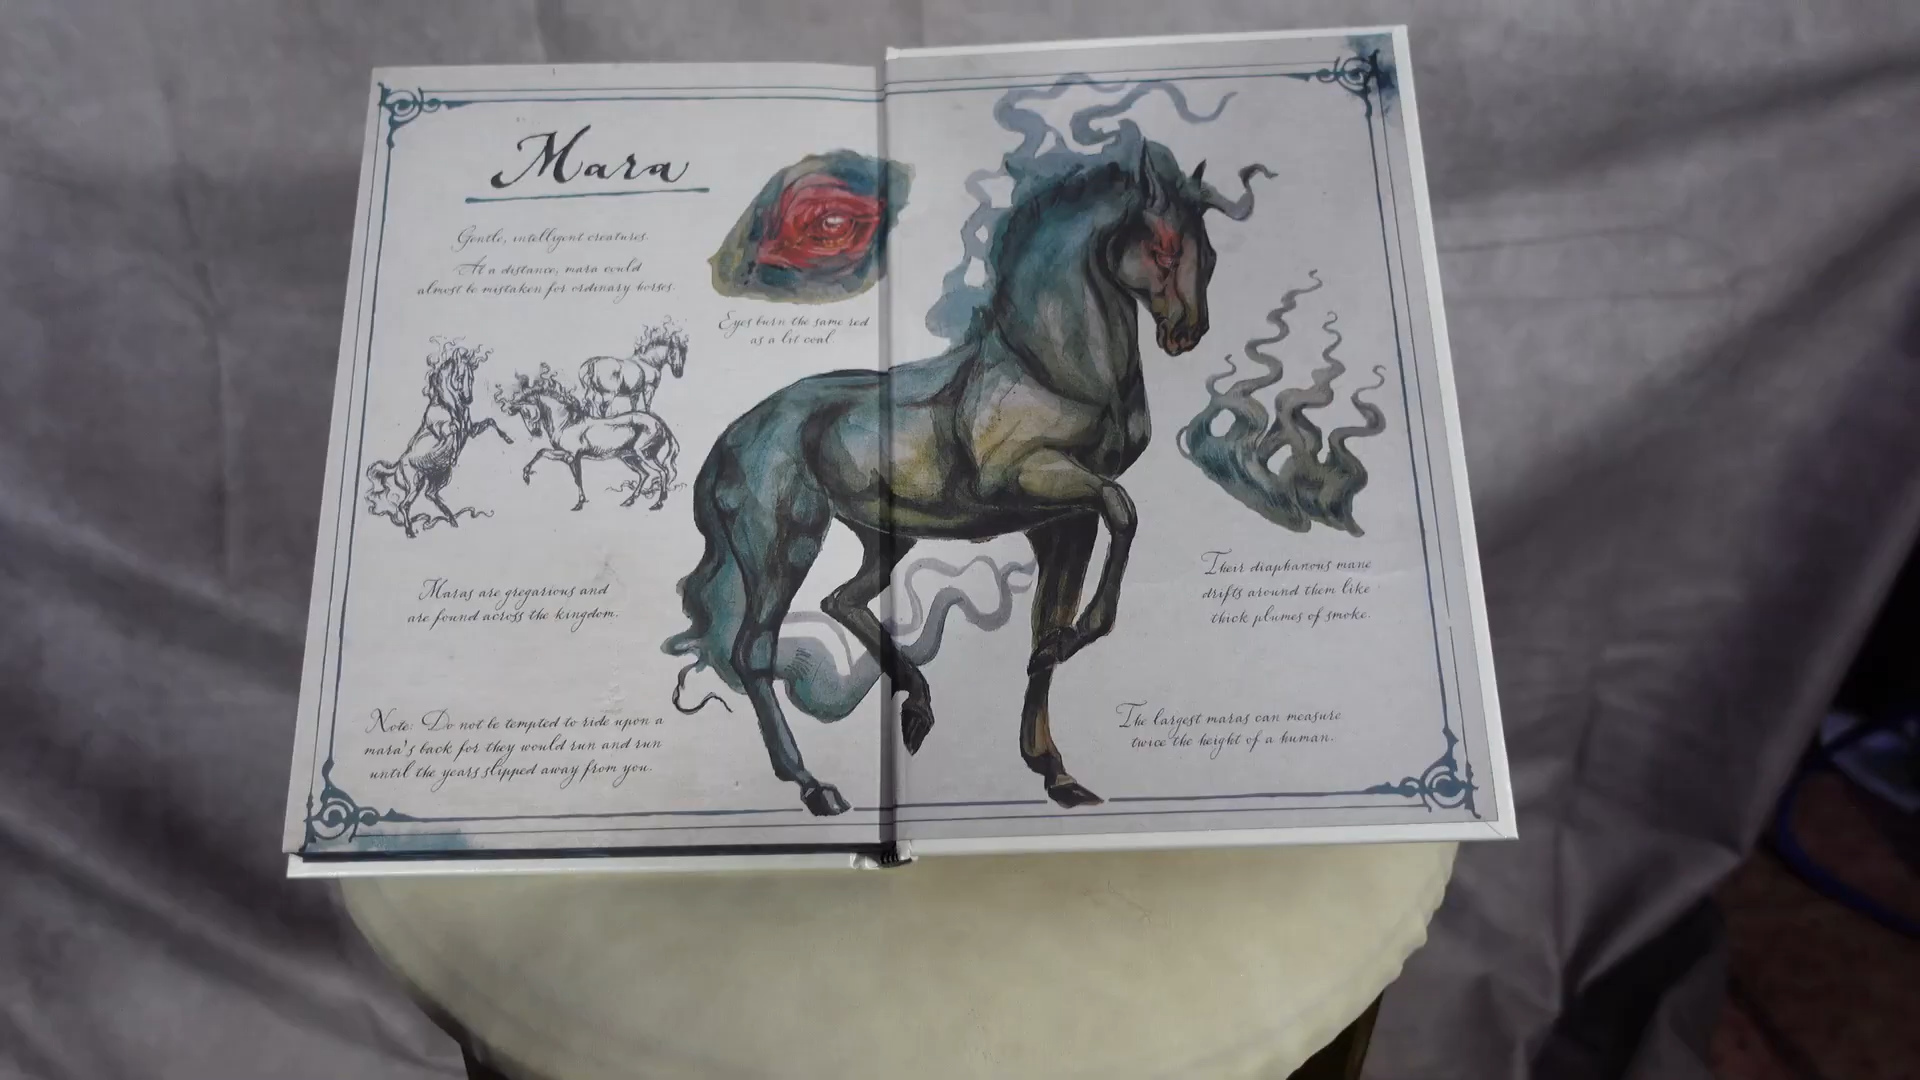 Mara
Gentle, intelligent creatures.
At a distance, mara could
almost be mistaken for ordinary horses.
Eyes burn the same red
as a lit coal.
Maras are gregarious and
are found across the kingdom.
Note: Do not be tempted to ride upon a
mara's back for they would run and run
until the years slipped away from you.
Their diaphanous mane
drifts around them like
thick plumes of smoke.
The largest maras can measure
twice the height of a human.